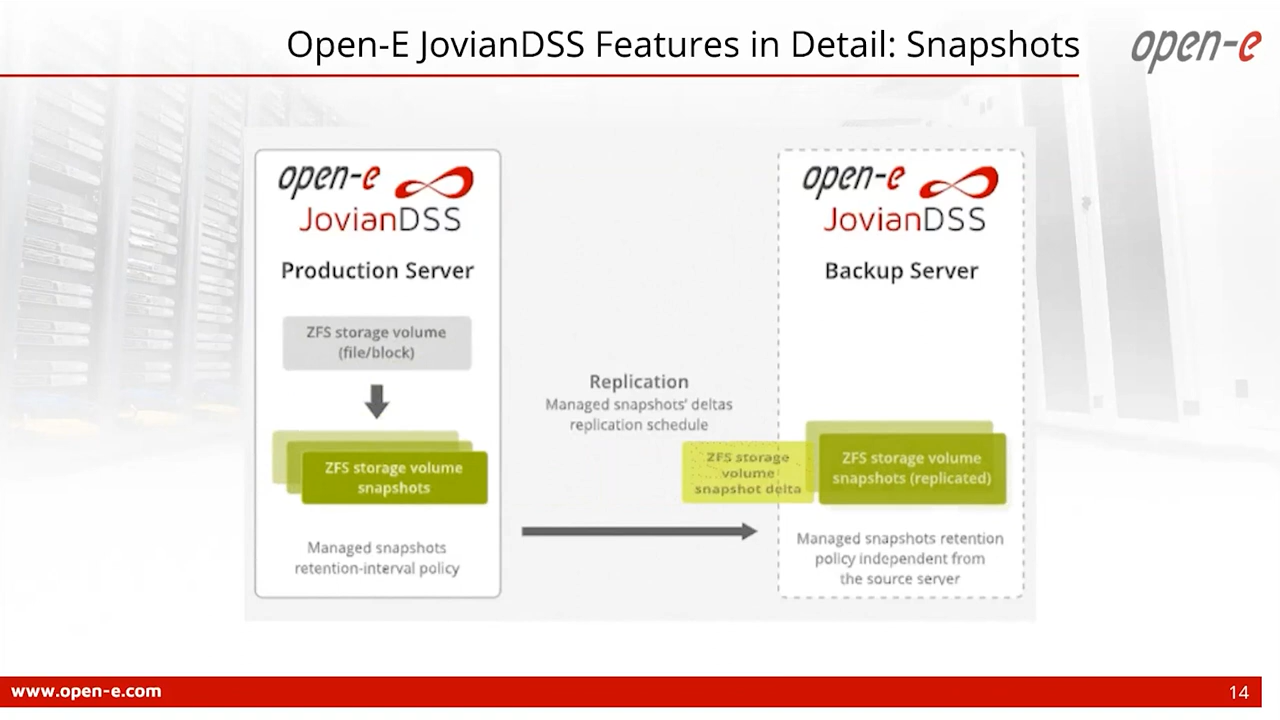 Open-E JovianDSS Features in Detail: Snapshots
open-e
open-e
JovianDSS
Production Server
ZFS storage volume
(file/block)
ZFS storage volume
snapshots
Managed snapshots
retention-interval policy
Replication
Managed snapshots' deltas
replication schedule
ZFS storage
volume
snapshot delta
open-e
JovianDSS
Backup Server
ZFS storage volume
snapshots (replicated)
Managed snapshots retention
policy independent from
the source server
www.open-e.com
14